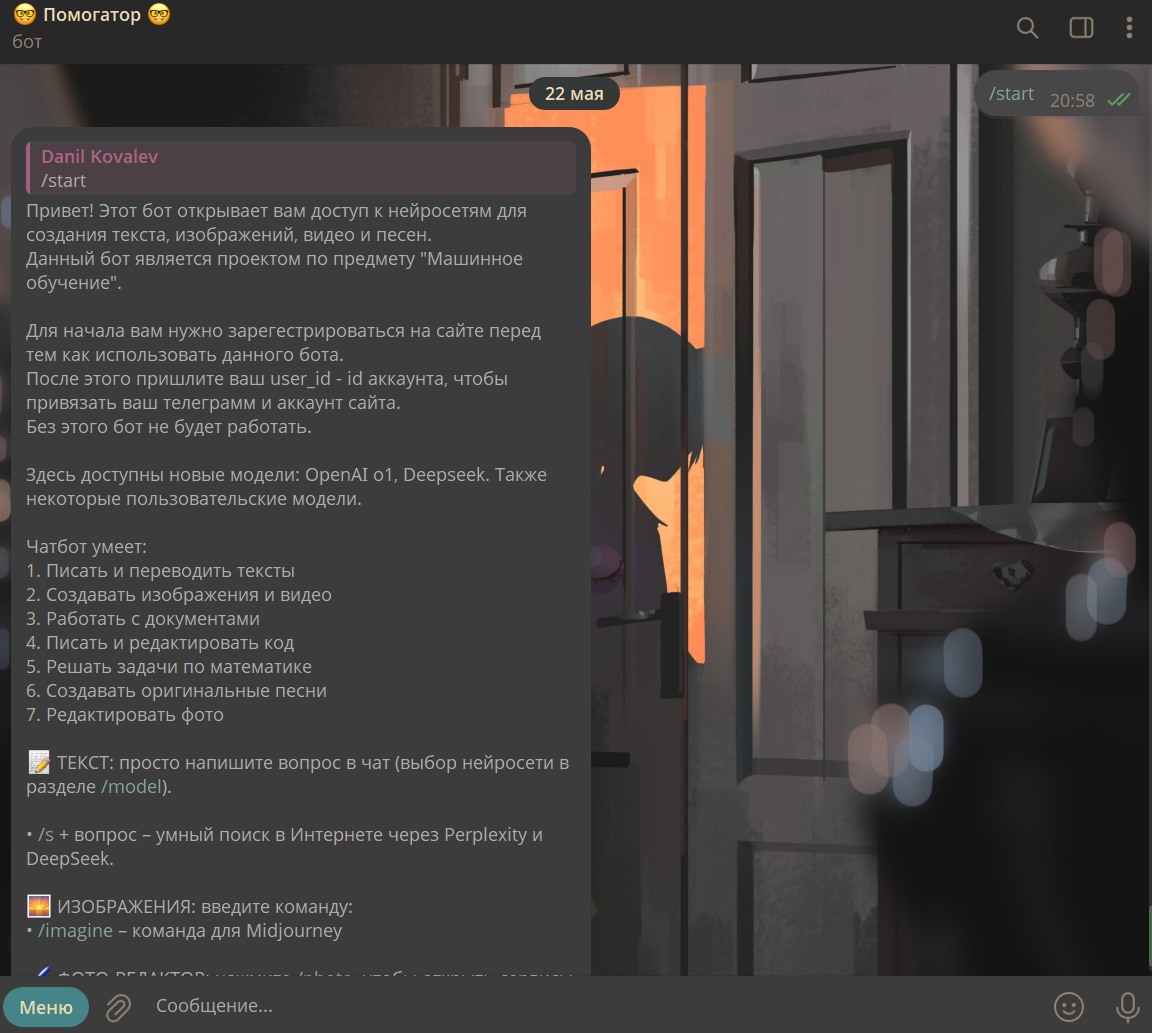 🤓 Помогатор 🤓
бот
22 мая
/start 20:58
Danil Kovalev
/start
Привет! Этот бот открывает вам доступ к нейросетям для
создания текста, изображений, видео и песен.
Данный бот является проектом по предмету "Машинное
обучение".
Для начала вам нужно зарегестрироваться на сайте перед
тем как использовать данного бота.
После этого пришлите ваш user_id - id аккаунта, чтобы
привязать ваш телеграмм и аккаунт сайта.
Без этого бот не будет работать.
Здесь доступны новые модели: OpenAI o1, Deepseek. Также
некоторые пользовательские модели.
Чатбот умеет:
1. Писать и переводить тексты
2. Создавать изображения и видео
3. Работать с документами
4. Писать и редактировать код
5. Решать задачи по математике
6. Создавать оригинальные песни
7. Редактировать фото
📝 ТЕКСТ: просто напишите вопрос в чат (выбор нейросети в
разделе /model).
• /s + вопрос – умный поиск в Интернете через Perplexity и
DeepSeek.
🌅 ИЗОБРАЖЕНИЯ: введите команду:
• /imagine – команда для Midjourney
Меню
Сообщение...